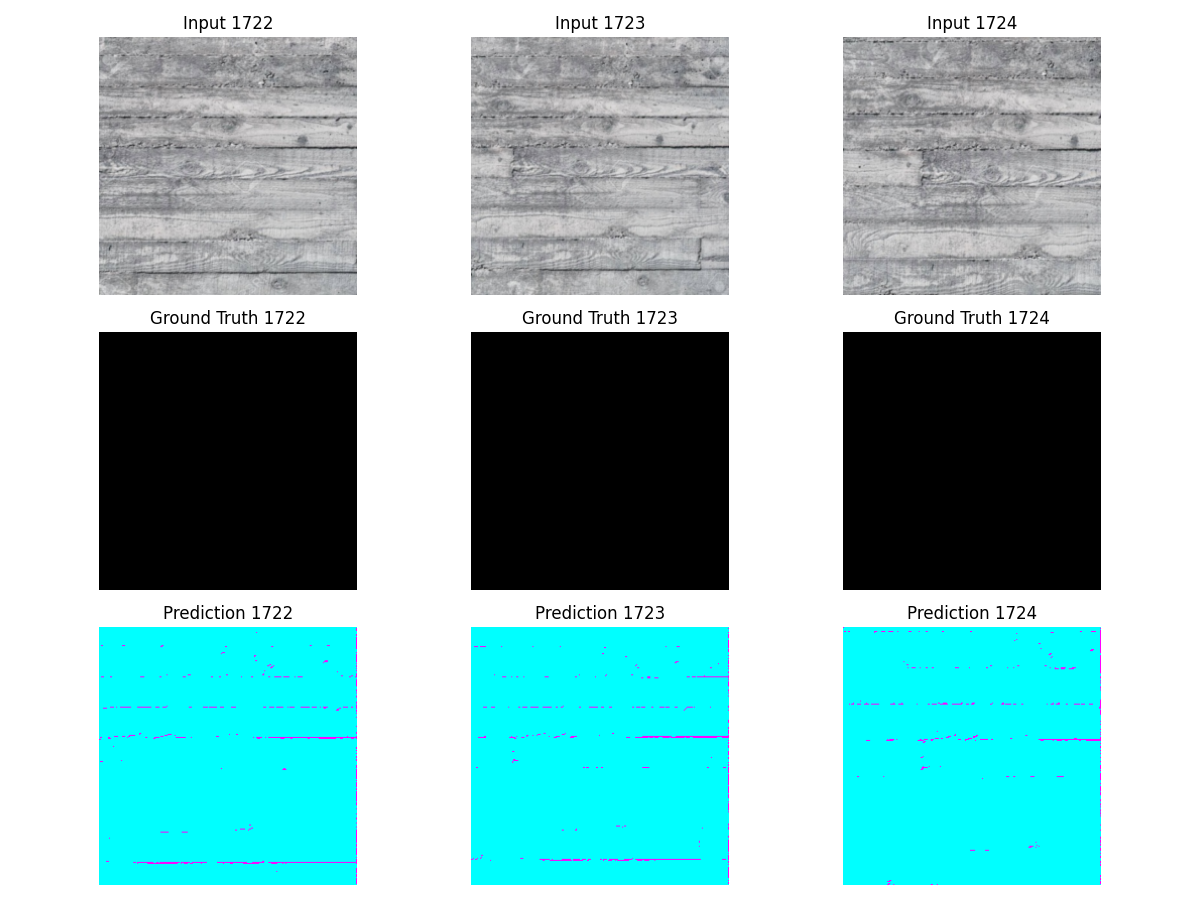 Input 1722
Input 1723
Input 1724
Ground Truth 1722
Ground Truth 1723
Ground Truth 1724
Prediction 1722
Prediction 1723
Prediction 1724